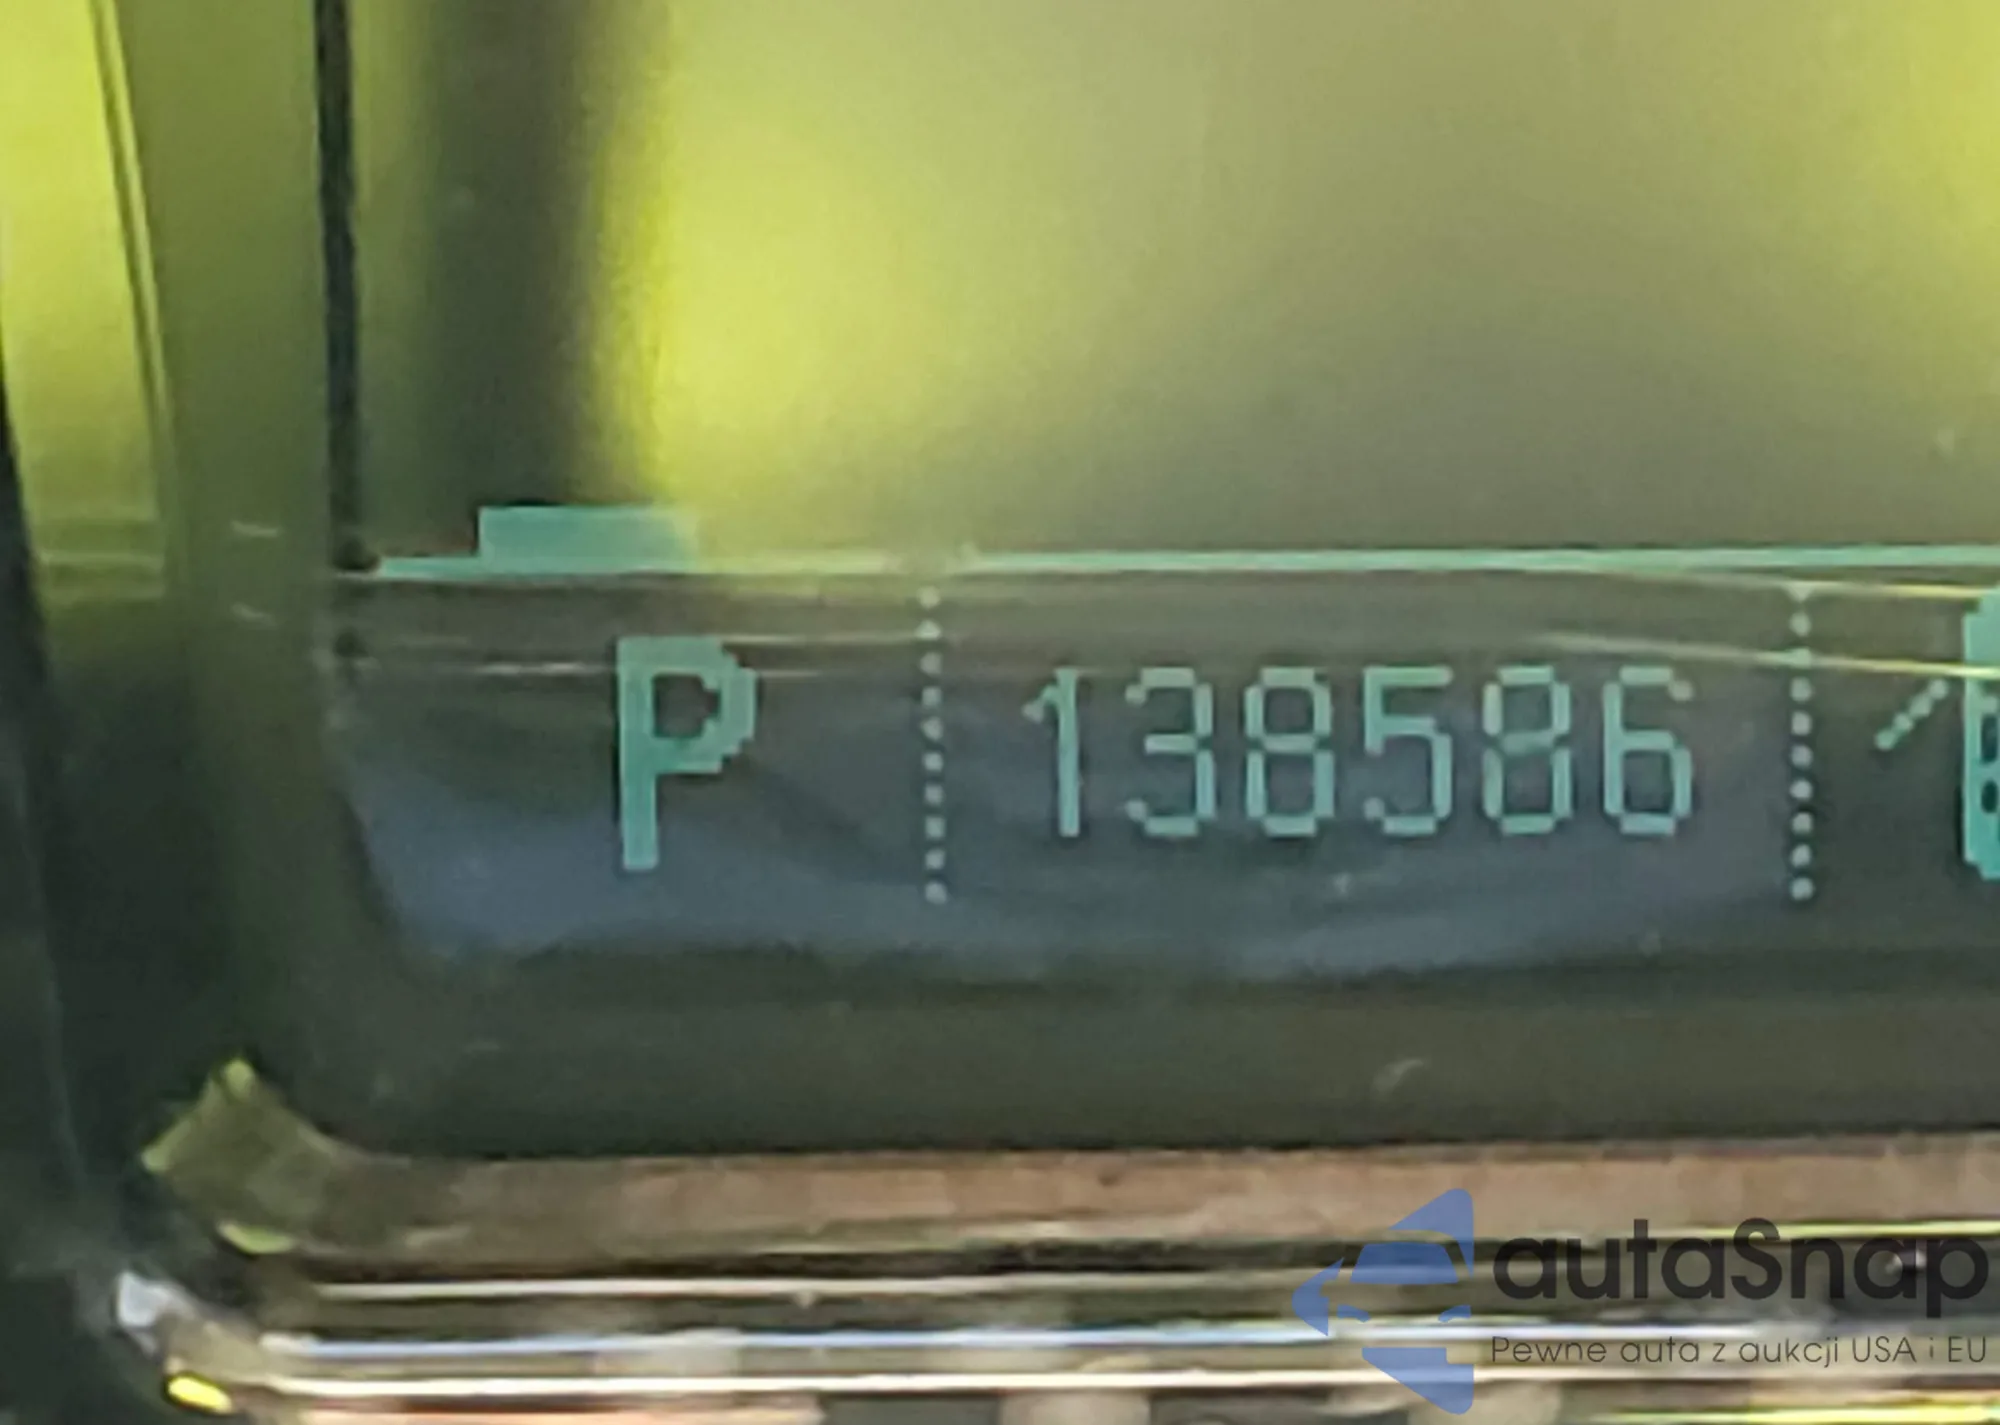 P 138586
autaSnap
Pewne auta z aukcji USA i EU